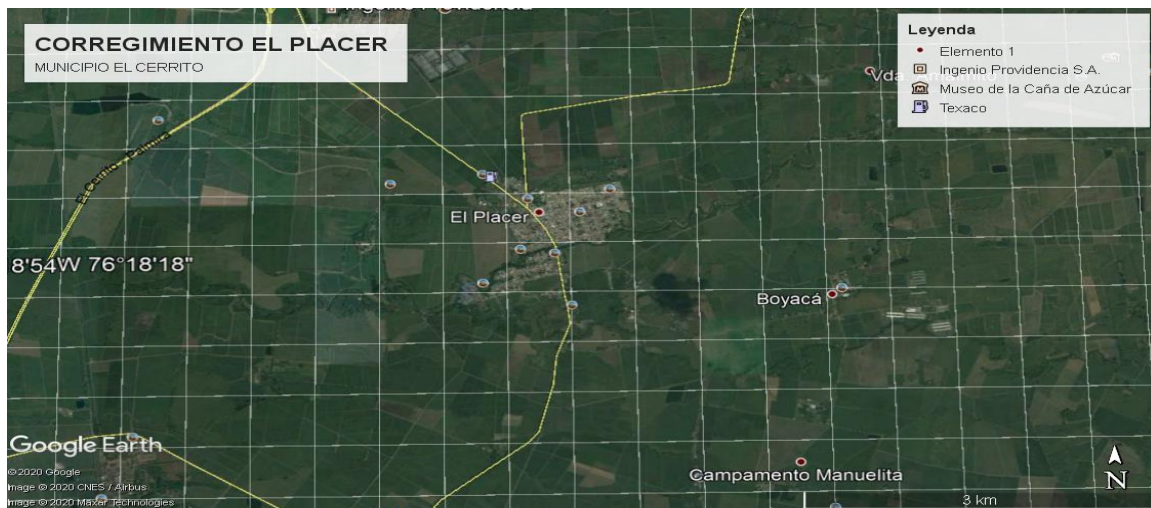 CORREGIMIENTO EL PLACER
MUNICIPIO EL CERRITO
Leyenda
Elemento 1
Ingenio Providencia S.A.
Museo de la Caña de Azúcar
Texaco
El Placer
8'54W 76°18'18"
Boyacá
Campamento Manuelita
Google Earth
©2020 Google
Image © 2020 CNES / Airbus
Image © 2020 Maxar Technologies
N
3 km